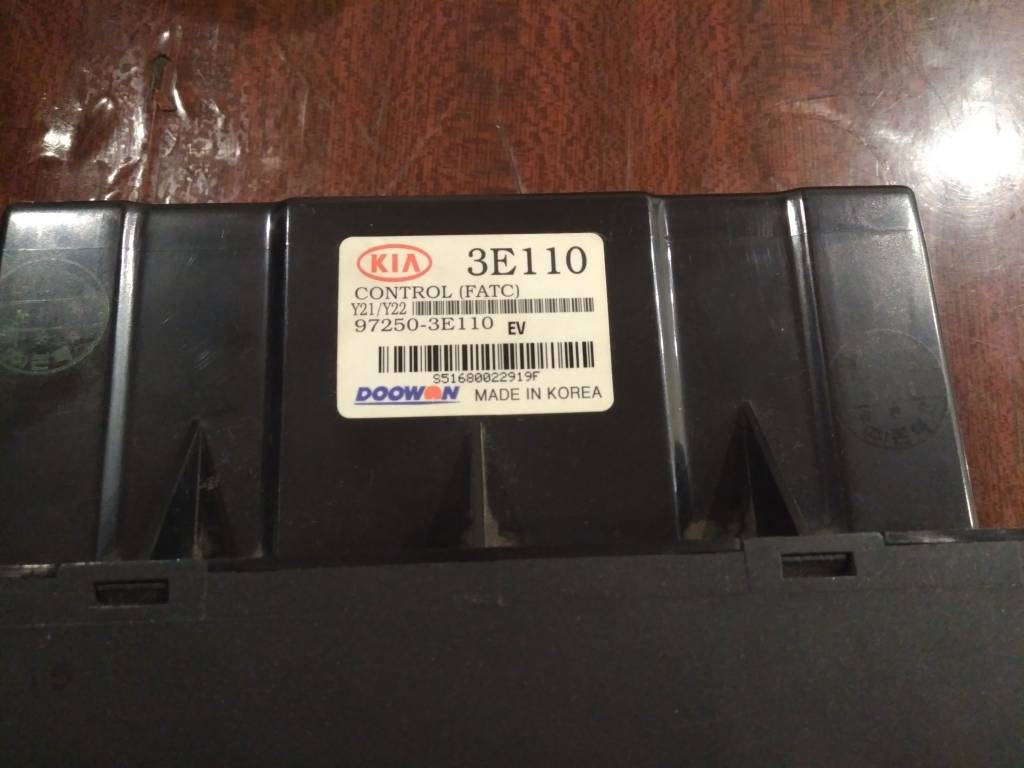 KIA 3E110
CONTROL (FATC)
Y21/Y22
97250-3E110 EV
S51680022919F
DOOWON MADE IN KOREA